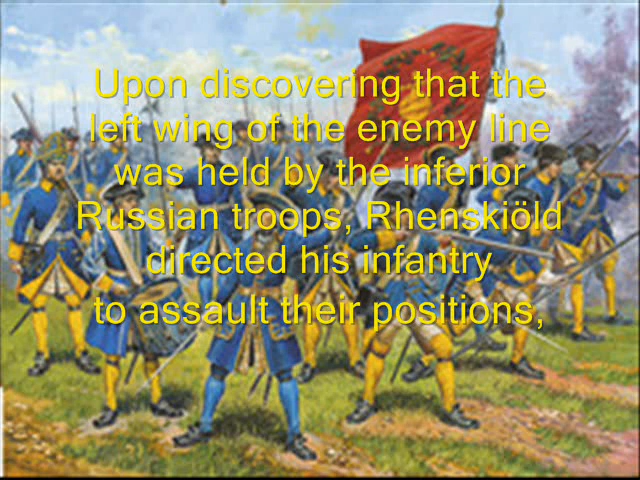 Upon discovering that the
left wing of the enemy line
was held by the inferior
Russian troops, Rhenskiöld
directed his infantry
to assault their positions,